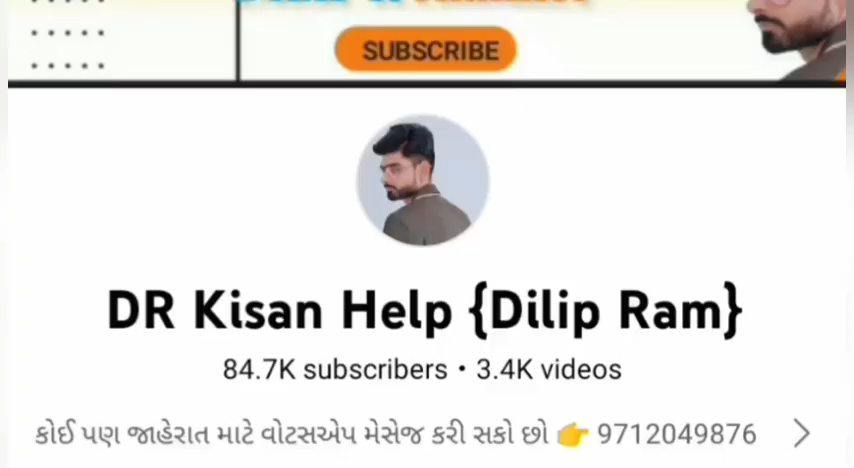 SUBSCRIBE
DR Kisan Help {Dilip Ram}
84.7K subscribers • 3.4K videos
કોઈ પણ જાહેરાત માટે વોટસએપ મેસેજ કરી સકો છો 👉 9712049876